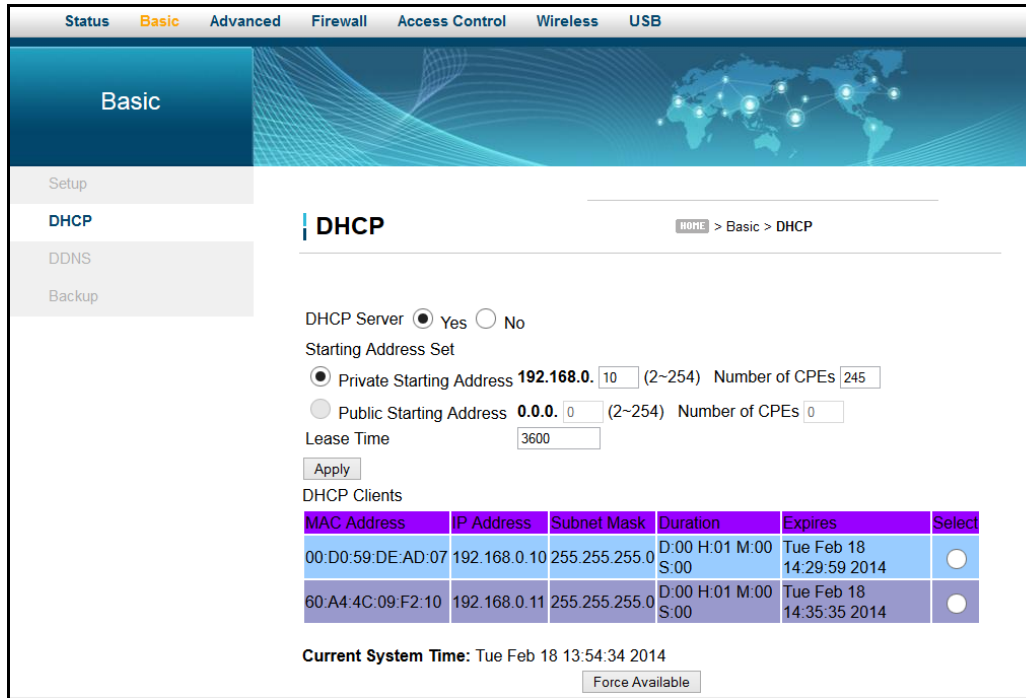 Status Basic Advanced Firewall Access Control Wireless USB
Basic
Setup
DHCP
DDNS
Backup
DHCP
HOME > Basic > DHCP
DHCP Server Yes No
Starting Address Set
Private Starting Address 192.168.0. 10 (2~254) Number of CPEs 245
Public Starting Address 0.0.0. 0 (2~254) Number of CPEs 0
Lease Time 3600
Apply
DHCP Clients
MAC Address IP Address Subnet Mask Duration Expires Select
00:D0:59:DE:AD:07 192.168.0.10 255.255.255.0 D:00 H:01 M:00 S:00 Tue Feb 18 14:29:59 2014
60:A4:4C:09:F2:10 192.168.0.11 255.255.255.0 D:00 H:01 M:00 S:00 Tue Feb 18 14:35:35 2014
Current System Time: Tue Feb 18 13:54:34 2014
Force Available